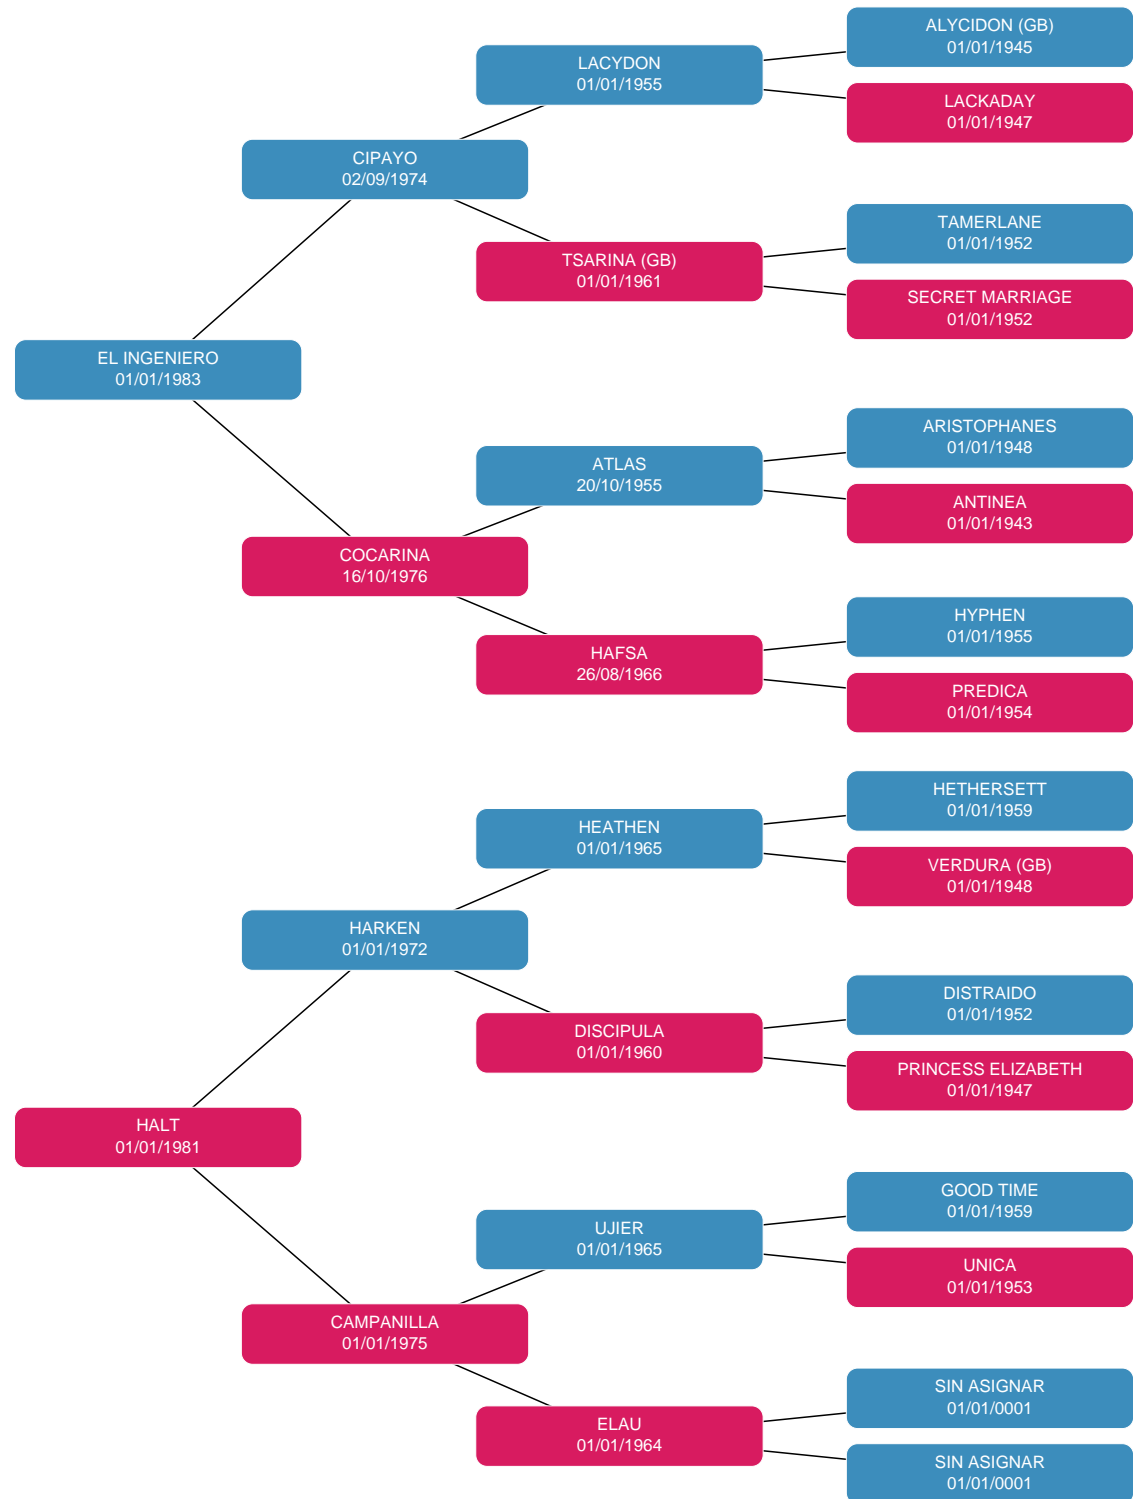 ALYCIDON (GB)
01/01/1945
LACYDON
01/01/1955
LACKADAY
01/01/1947
CIPAYO
02/09/1974
TAMERLANE
01/01/1952
TSARINA (GB)
01/01/1961
SECRET MARRIAGE
01/01/1952
EL INGENIERO
01/01/1983
ARISTOPHANES
01/01/1948
ATLAS
20/10/1955
ANTINEA
01/01/1943
COCARINA
16/10/1976
HYPHEN
01/01/1955
HAFSA
26/08/1966
PREDICA
01/01/1954
HETHERSETT
01/01/1959
HEATHEN
01/01/1965
VERDURA (GB)
01/01/1948
HARKEN
01/01/1972
DISTRAIDO
01/01/1952
DISCIPULA
01/01/1960
PRINCESS ELIZABETH
01/01/1947
HALT
01/01/1981
GOOD TIME
01/01/1959
UJIER
01/01/1965
UNICA
01/01/1953
CAMPANILLA
01/01/1975
SIN ASIGNAR
01/01/0001
ELAU
01/01/1964
SIN ASIGNAR
01/01/0001